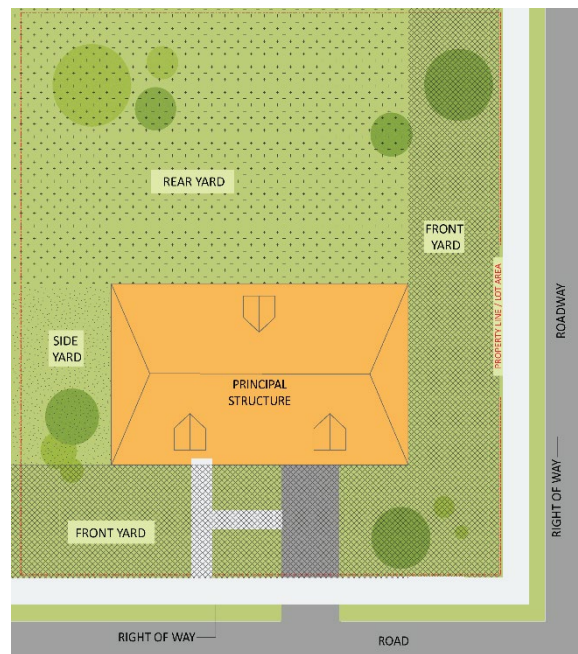 REAR YARD
FRONT
YARD
PROPERTY LINE / LOT AREA
ROADWAY
SIDE
YARD
PRINCIPAL
STRUCTURE
RIGHT OF WAY
FRONT YARD
RIGHT OF WAY
ROAD